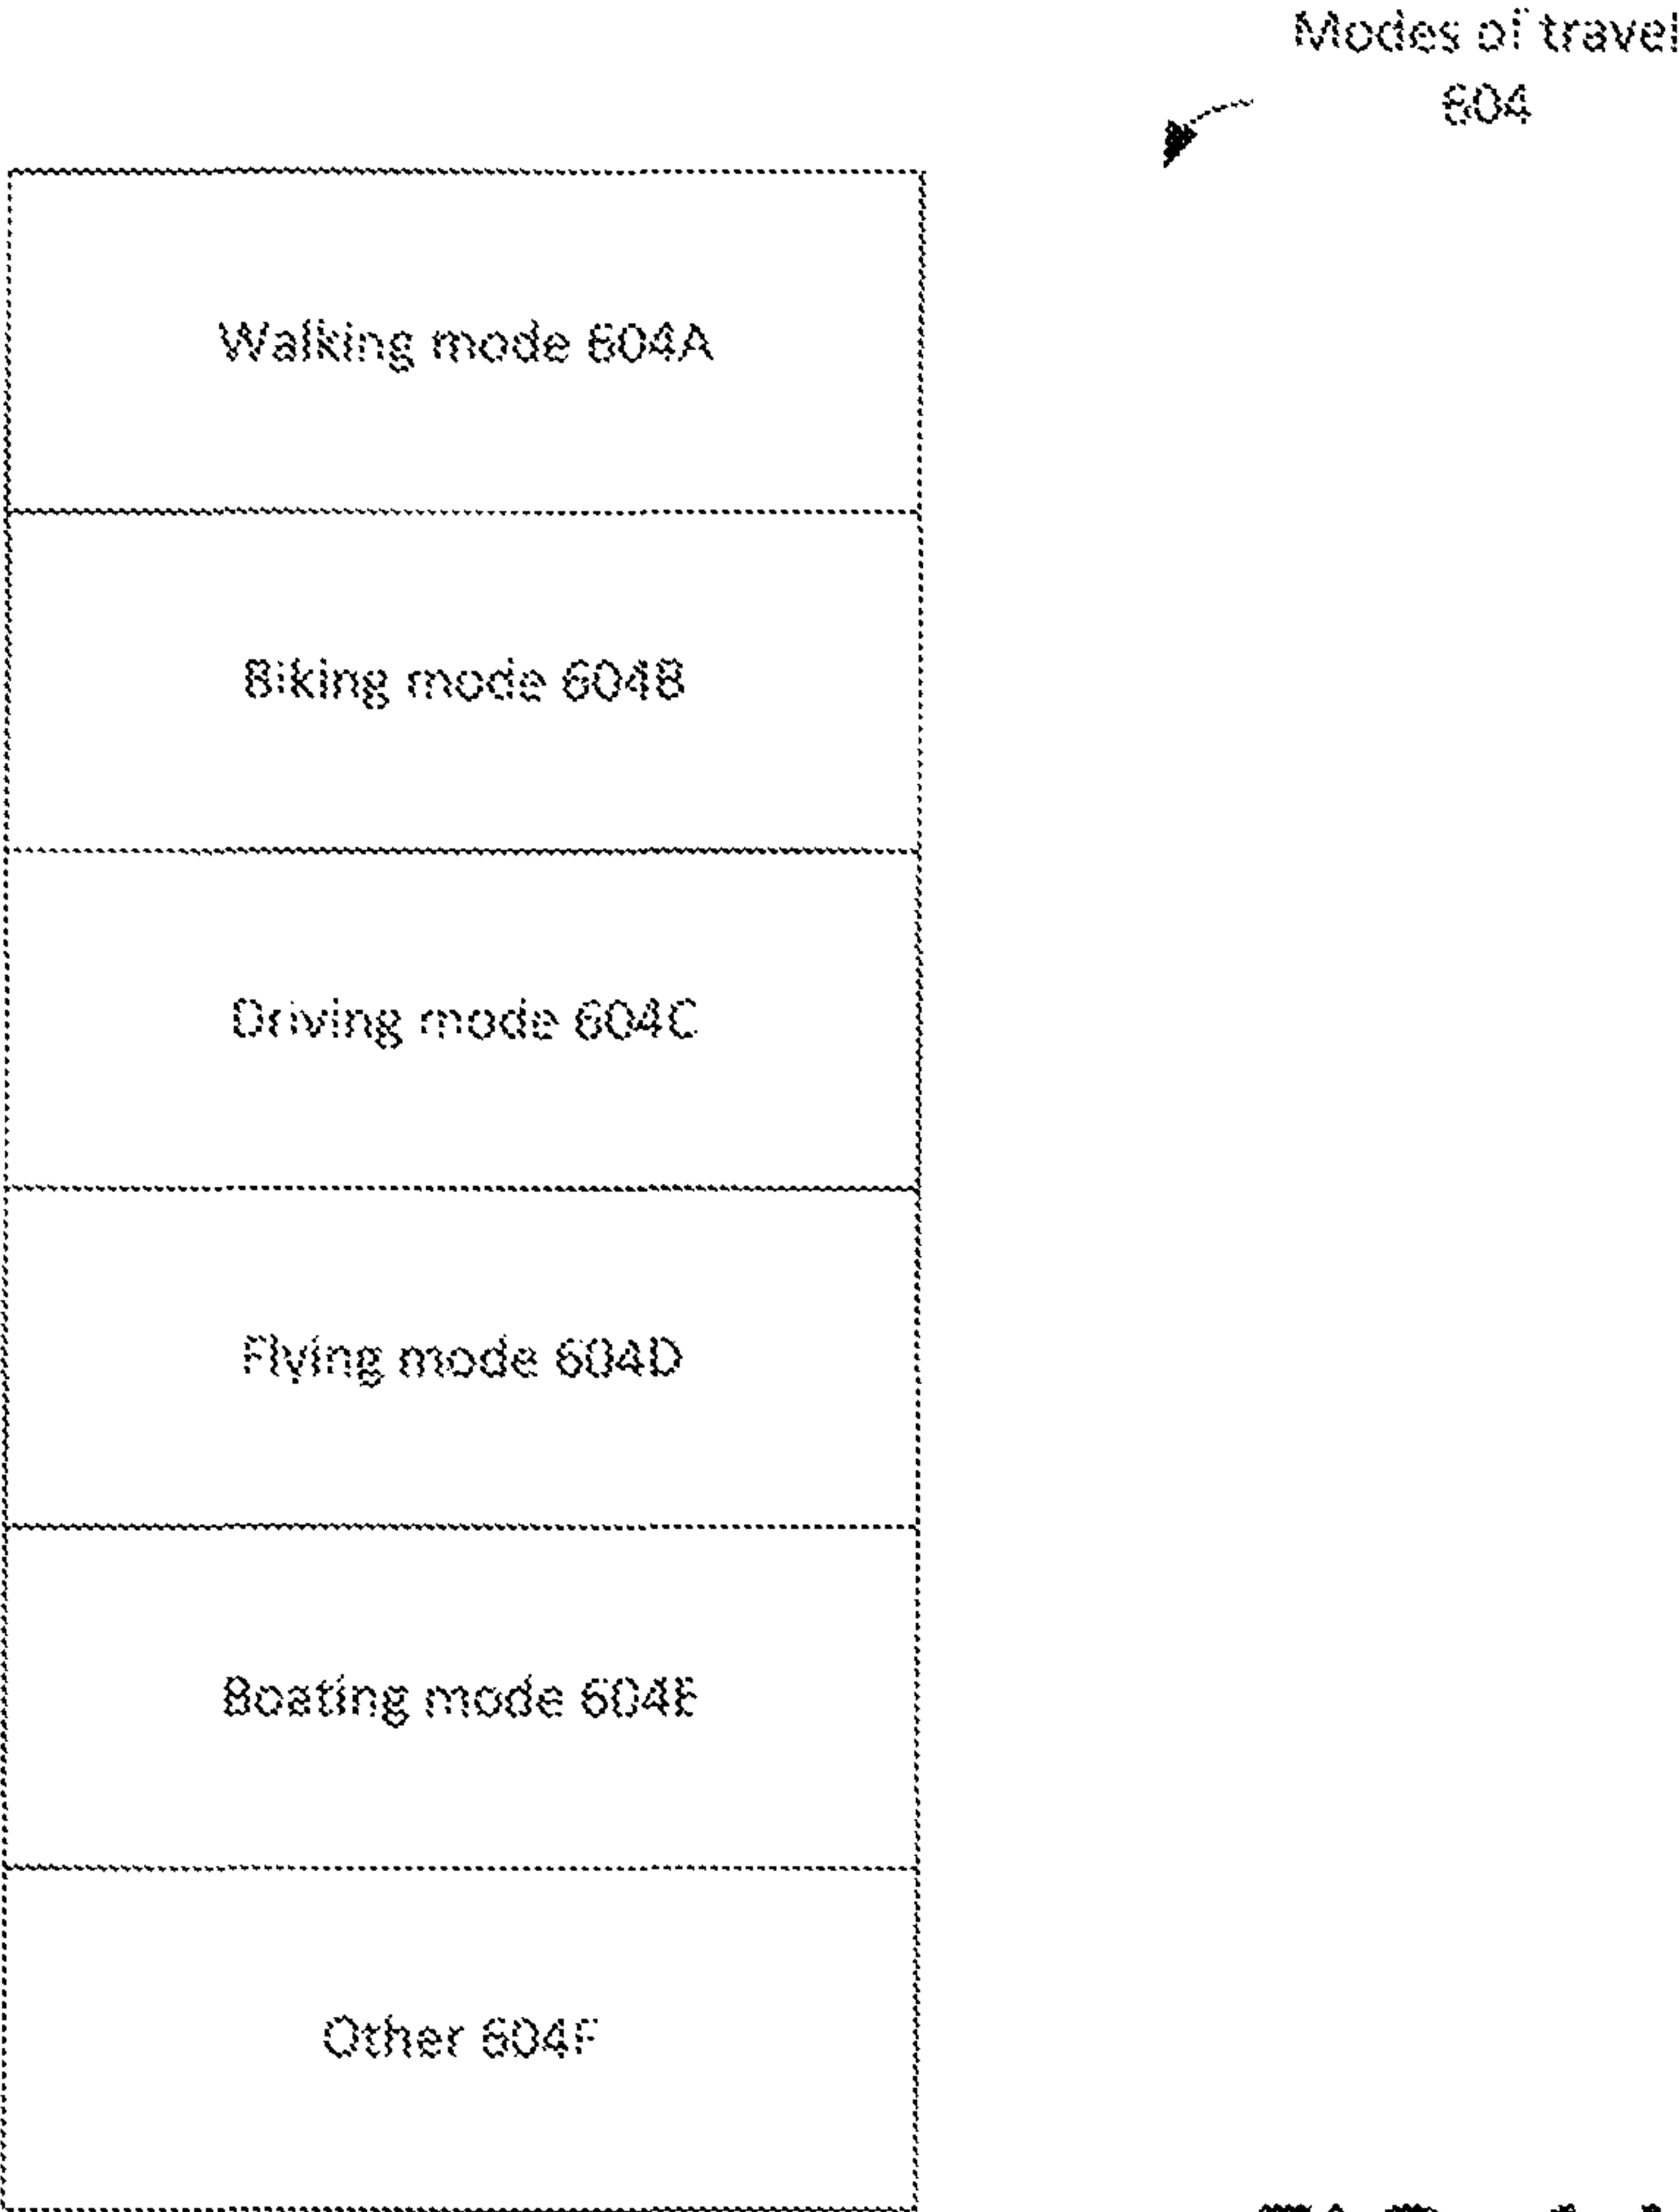 Modes of travel
604
Walking mode 604A
Biking mode 604B
Driving mode 604C
Flying mode 604D
Boating mode 604E
Other 604F